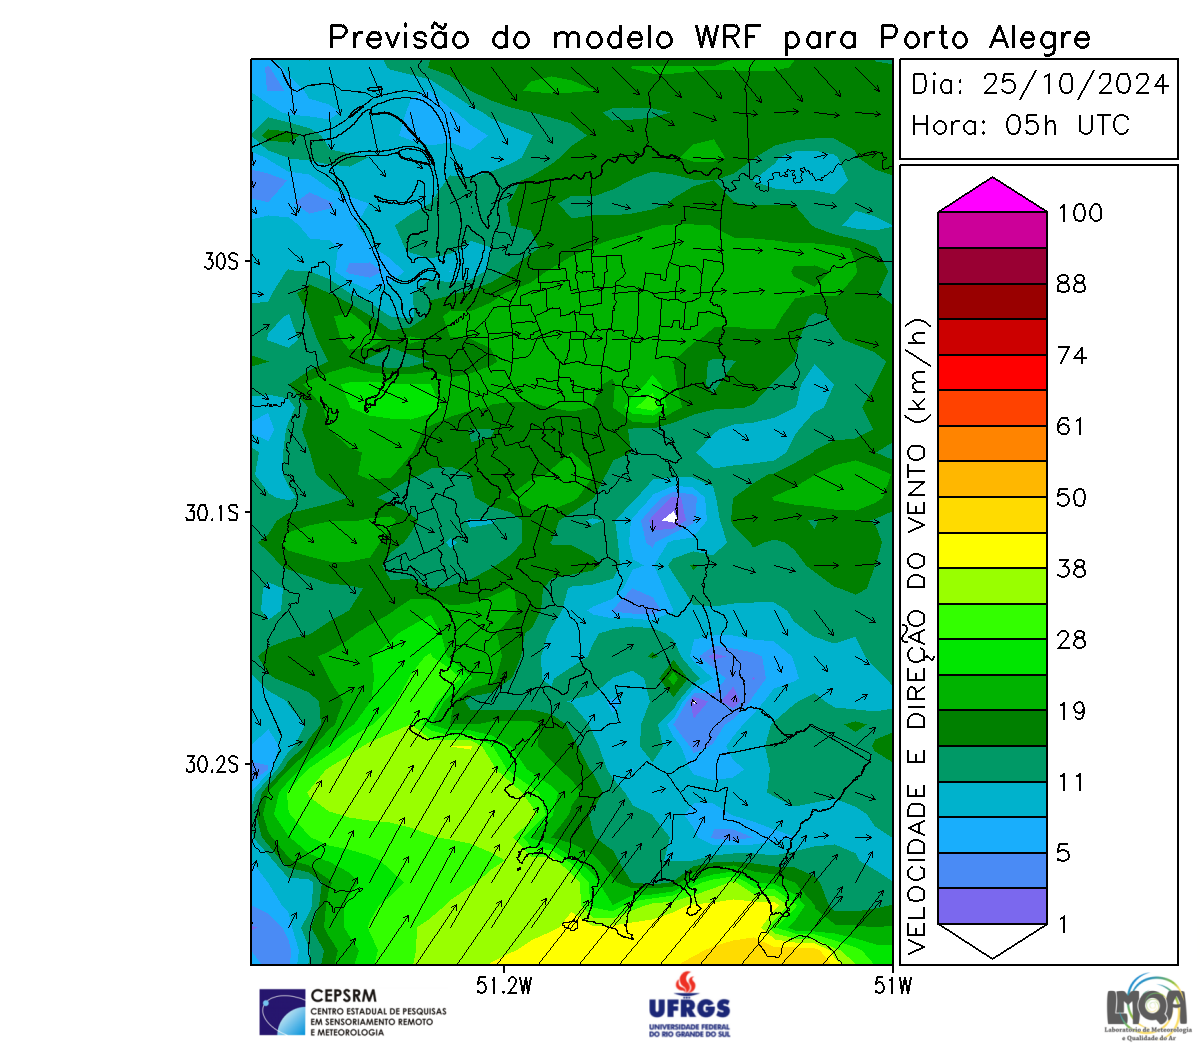 Previsão do modelo WRF para Porto Alegre
Dia: 25/10/2024
Hora: 05h UTC
100
88
74
61
50
38
28
19
11
5
1
VELOCIDADE E DIREÇÃO DO VENTO (km/h)
30S
30.1S
30.2S
51.2W
51W
CEPSRM
CENTRO ESTADUAL DE PESQUISAS
EM SENSORIAMENTO REMOTO
E METEOROLOGIA
UFRGS
UNIVERSIDADE FEDERAL
DO RIO GRANDE DO SUL
LMQA
Laboratório de Meteorologia
e Qualidade do Ar